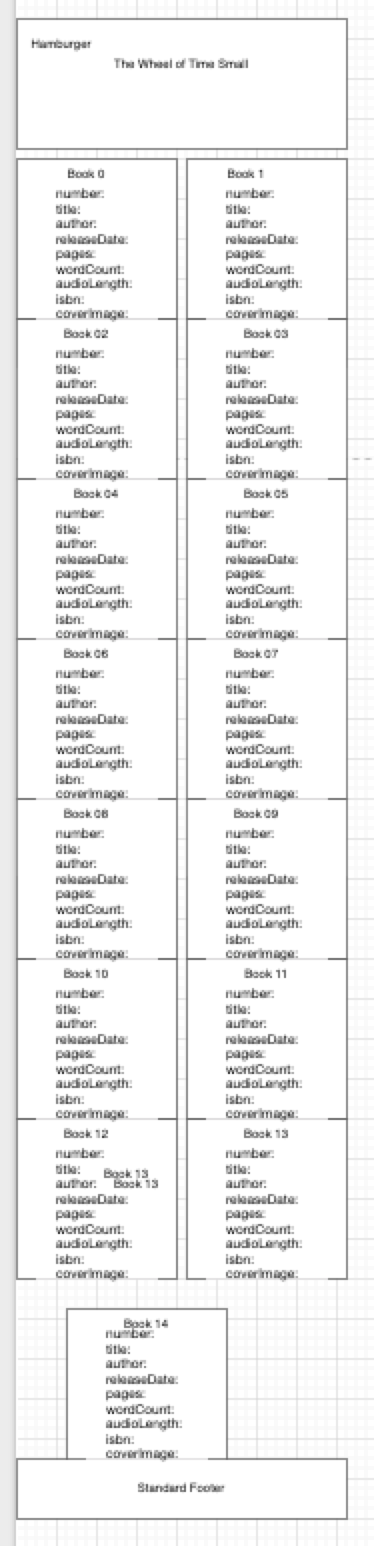 Hamburger
The Wheel of Time Small
Book 0
number:
title:
author:
releaseDate:
pages:
wordCount:
audioLength:
isbn:
coverImage:
Book 1
number:
title:
author:
releaseDate:
pages:
wordCount:
audioLength:
isbn:
coverImage:
Book 02
number:
title:
author:
releaseDate:
pages:
wordCount:
audioLength:
isbn:
coverImage:
Book 03
number:
title:
author:
releaseDate:
pages:
wordCount:
audioLength:
isbn:
coverImage:
Book 04
number:
title:
author:
releaseDate:
pages:
wordCount:
audioLength:
isbn:
coverImage:
Book 05
number:
title:
author:
releaseDate:
pages:
wordCount:
audioLength:
isbn:
coverImage:
Book 06
number:
title:
author:
releaseDate:
pages:
wordCount:
audioLength:
isbn:
coverImage:
Book 07
number:
title:
author:
releaseDate:
pages:
wordCount:
audioLength:
isbn:
coverImage:
Book 08
number:
title:
author:
releaseDate:
pages:
wordCount:
audioLength:
isbn:
coverImage:
Book 09
number:
title:
author:
releaseDate:
pages:
wordCount:
audioLength:
isbn:
coverImage:
Book 10
number:
title:
author:
releaseDate:
pages:
wordCount:
audioLength:
isbn:
coverImage:
Book 11
number:
title:
author:
releaseDate:
pages:
wordCount:
audioLength:
isbn:
coverImage:
Book 12
number:
title:
Book 13
author:
Book 13
releaseDate:
pages:
wordCount:
audioLength:
isbn:
coverImage:
Book 13
number:
title:
author:
releaseDate:
pages:
wordCount:
audioLength:
isbn:
coverImage:
Book 14
number:
title:
author:
releaseDate:
pages:
wordCount:
audioLength:
isbn:
coverImage:
Standard Footer